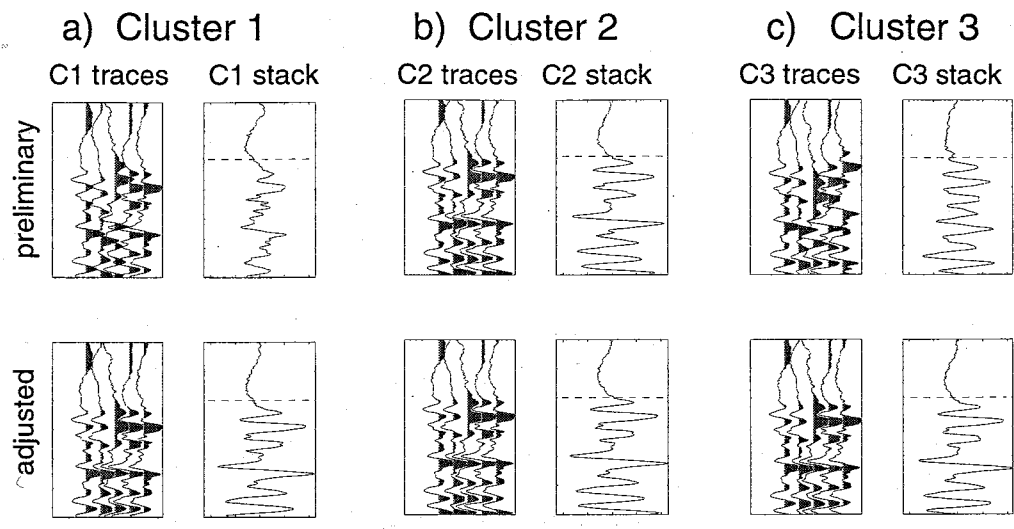 a) Cluster 1
b) Cluster 2
c) Cluster 3
C1 traces
C1 stack
C2 traces
C2 stack
C3 traces
C3 stack
preliminary
adjusted